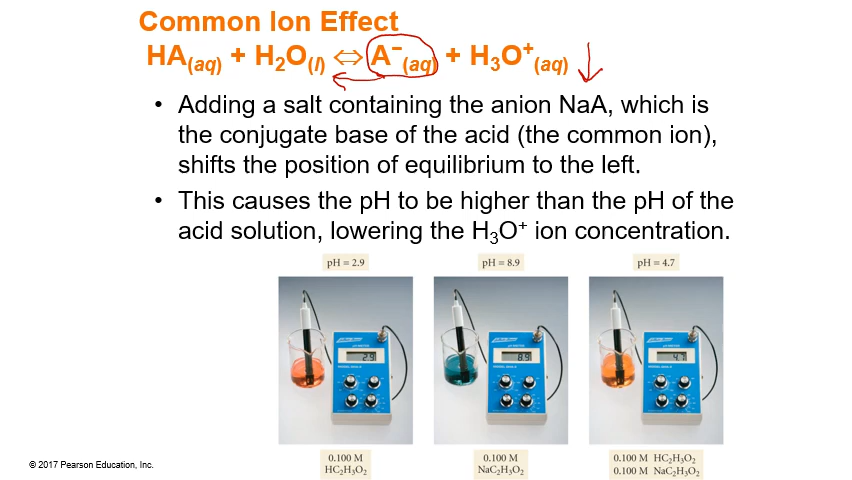 Common Ion Effect
HA(aq) + H₂O(l) ⇔ A⁻(aq) + H₃O⁺(aq)
• Adding a salt containing the anion NaA, which is
the conjugate base of the acid (the common ion),
shifts the position of equilibrium to the left.
• This causes the pH to be higher than the pH of the
acid solution, lowering the H₃O⁺ ion concentration.
pH = 2.9
pH = 8.9
pH = 4.7
2.9
8.9
4.7
0.100 M
HC₂H₃O₂
0.100 M
NaC₂H₃O₂
0.100 M HC₂H₃O₂
0.100 M NaC₂H₃O₂
© 2017 Pearson Education, Inc.